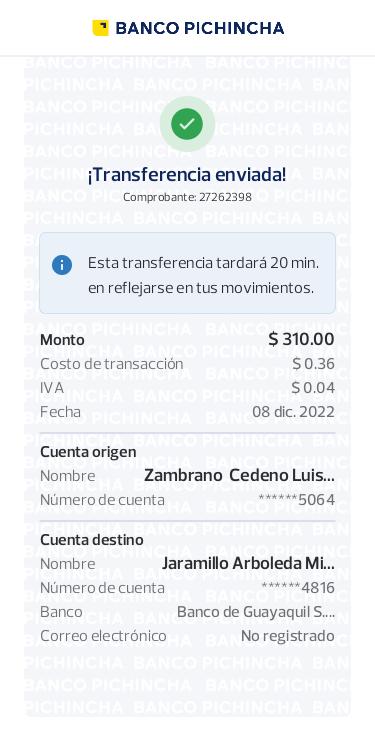 BANCO PICHINCHA
¡Transferencia enviada!
Comprobante: 27262398
Esta transferencia tardará 20 min.
en reflejarse en tus movimientos.
Monto $ 310.00
Costo de transacción $ 0.36
IVA $ 0.04
Fecha 08 dic. 2022
Cuenta origen
Nombre Zambrano Cedeno Luis...
Número de cuenta ******5064
Cuenta destino
Nombre Jaramillo Arboleda Mi...
Número de cuenta ******4816
Banco Banco de Guayaquil S....
Correo electrónico No registrado